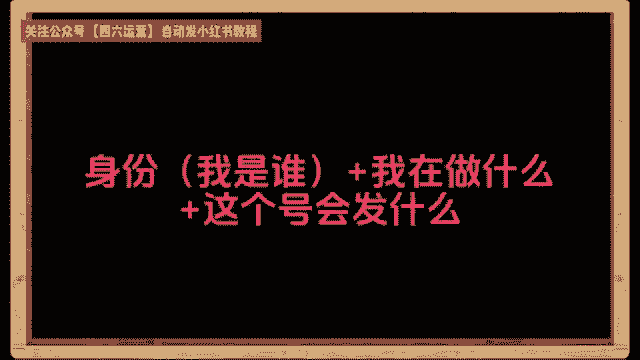 关注公众号【四六运营】自动发小红书教程
身份（我是谁）+我在做什么
+这个号会发什么